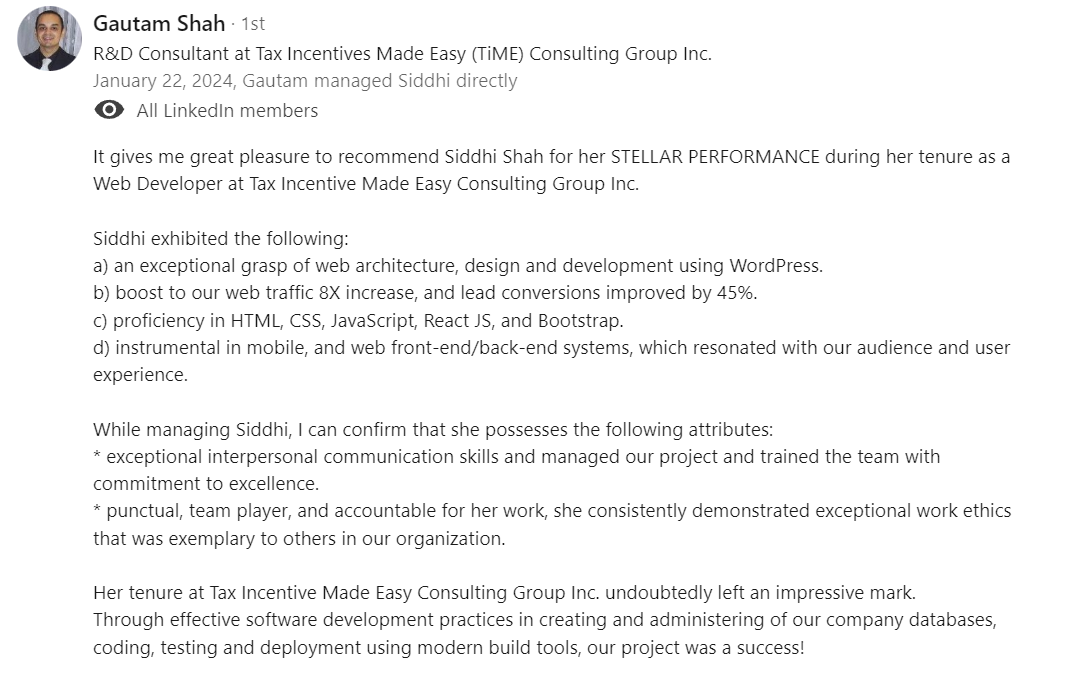 Gautam Shah · 1st
R&D Consultant at Tax Incentives Made Easy (TiME) Consulting Group Inc.
January 22, 2024, Gautam managed Siddhi directly
All LinkedIn members
It gives me great pleasure to recommend Siddhi Shah for her STELLAR PERFORMANCE during her tenure as a
Web Developer at Tax Incentive Made Easy Consulting Group Inc.
Siddhi exhibited the following:
a) an exceptional grasp of web architecture, design and development using WordPress.
b) boost to our web traffic 8X increase, and lead conversions improved by 45%.
c) proficiency in HTML, CSS, JavaScript, React JS, and Bootstrap.
d) instrumental in mobile, and web front-end/back-end systems, which resonated with our audience and user
experience.
While managing Siddhi, I can confirm that she possesses the following attributes:
* exceptional interpersonal communication skills and managed our project and trained the team with
commitment to excellence.
* punctual, team player, and accountable for her work, she consistently demonstrated exceptional work ethics
that was exemplary to others in our organization.
Her tenure at Tax Incentive Made Easy Consulting Group Inc. undoubtedly left an impressive mark.
Through effective software development practices in creating and administering of our company databases,
coding, testing and deployment using modern build tools, our project was a success!